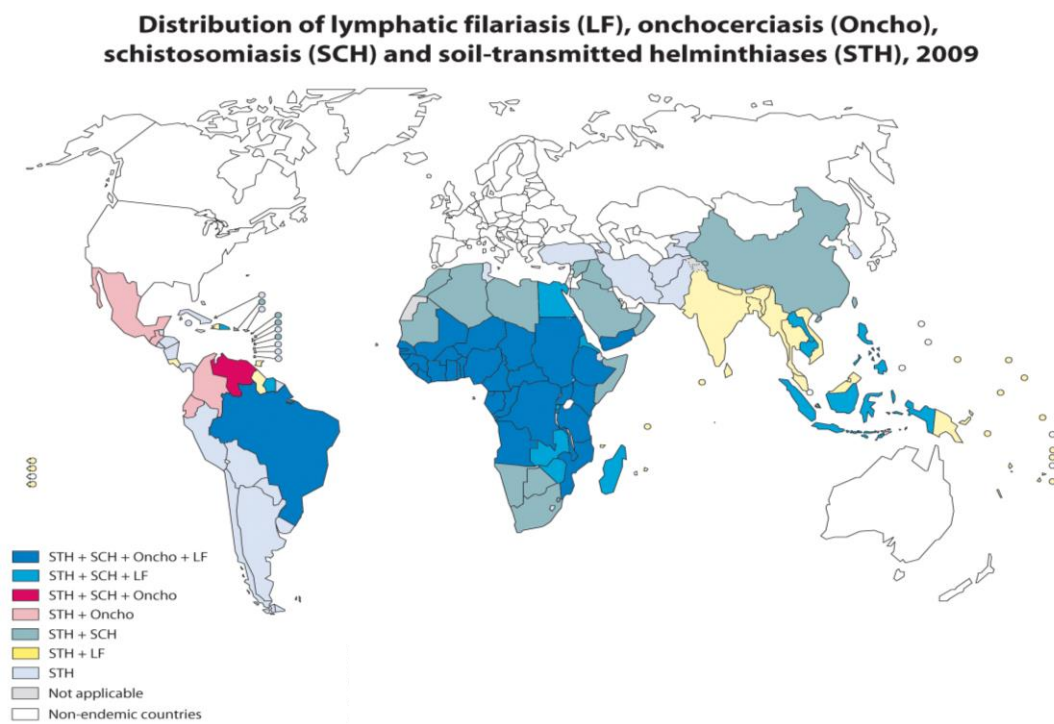 Distribution of lymphatic filariasis (LF), onchocerciasis (Oncho),
schistosomiasis (SCH) and soil-transmitted helminthiases (STH), 2009
STH + SCH + Oncho + LF
STH + SCH + LF
STH + SCH + Oncho
STH + Oncho
STH + SCH
STH + LF
STH
Not applicable
Non-endemic countries